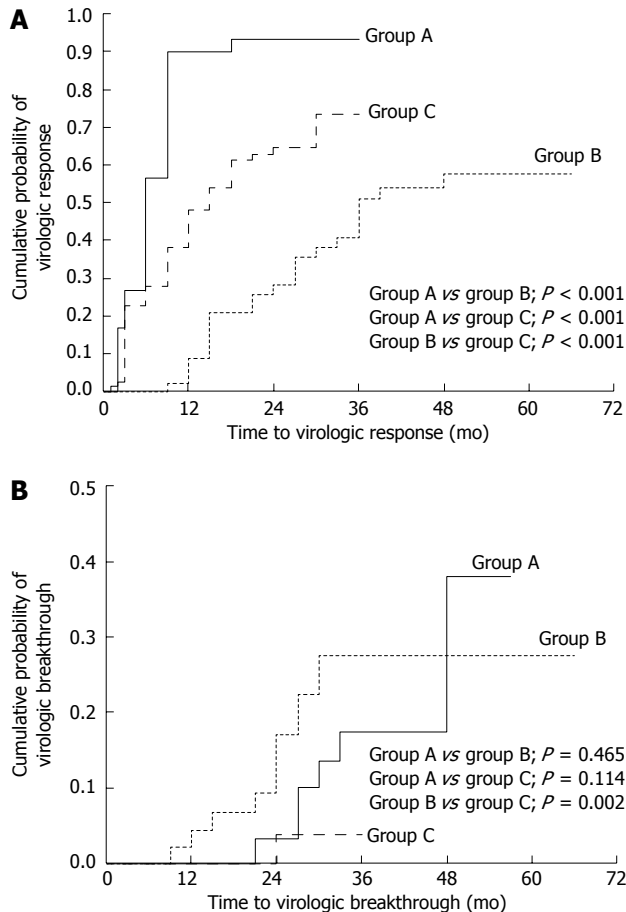 A
Cumulative probability of
virologic response
1.0
0.9
0.8
0.7
0.6
0.5
0.4
0.3
0.2
0.1
0.0
Group A
Group C
Group B
Group A vs group B; P < 0.001
Group A vs group C; P < 0.001
Group B vs group C; P < 0.001
0 12 24 36 48 60 72
Time to virologic response (mo)
B
Cumulative probability of
virologic breakthrough
0.5
0.4
0.3
0.2
0.1
0.0
Group A
Group B
Group A vs group B; P = 0.465
Group A vs group C; P = 0.114
Group B vs group C; P = 0.002
Group C
0 12 24 36 48 60 72
Time to virologic breakthrough (mo)